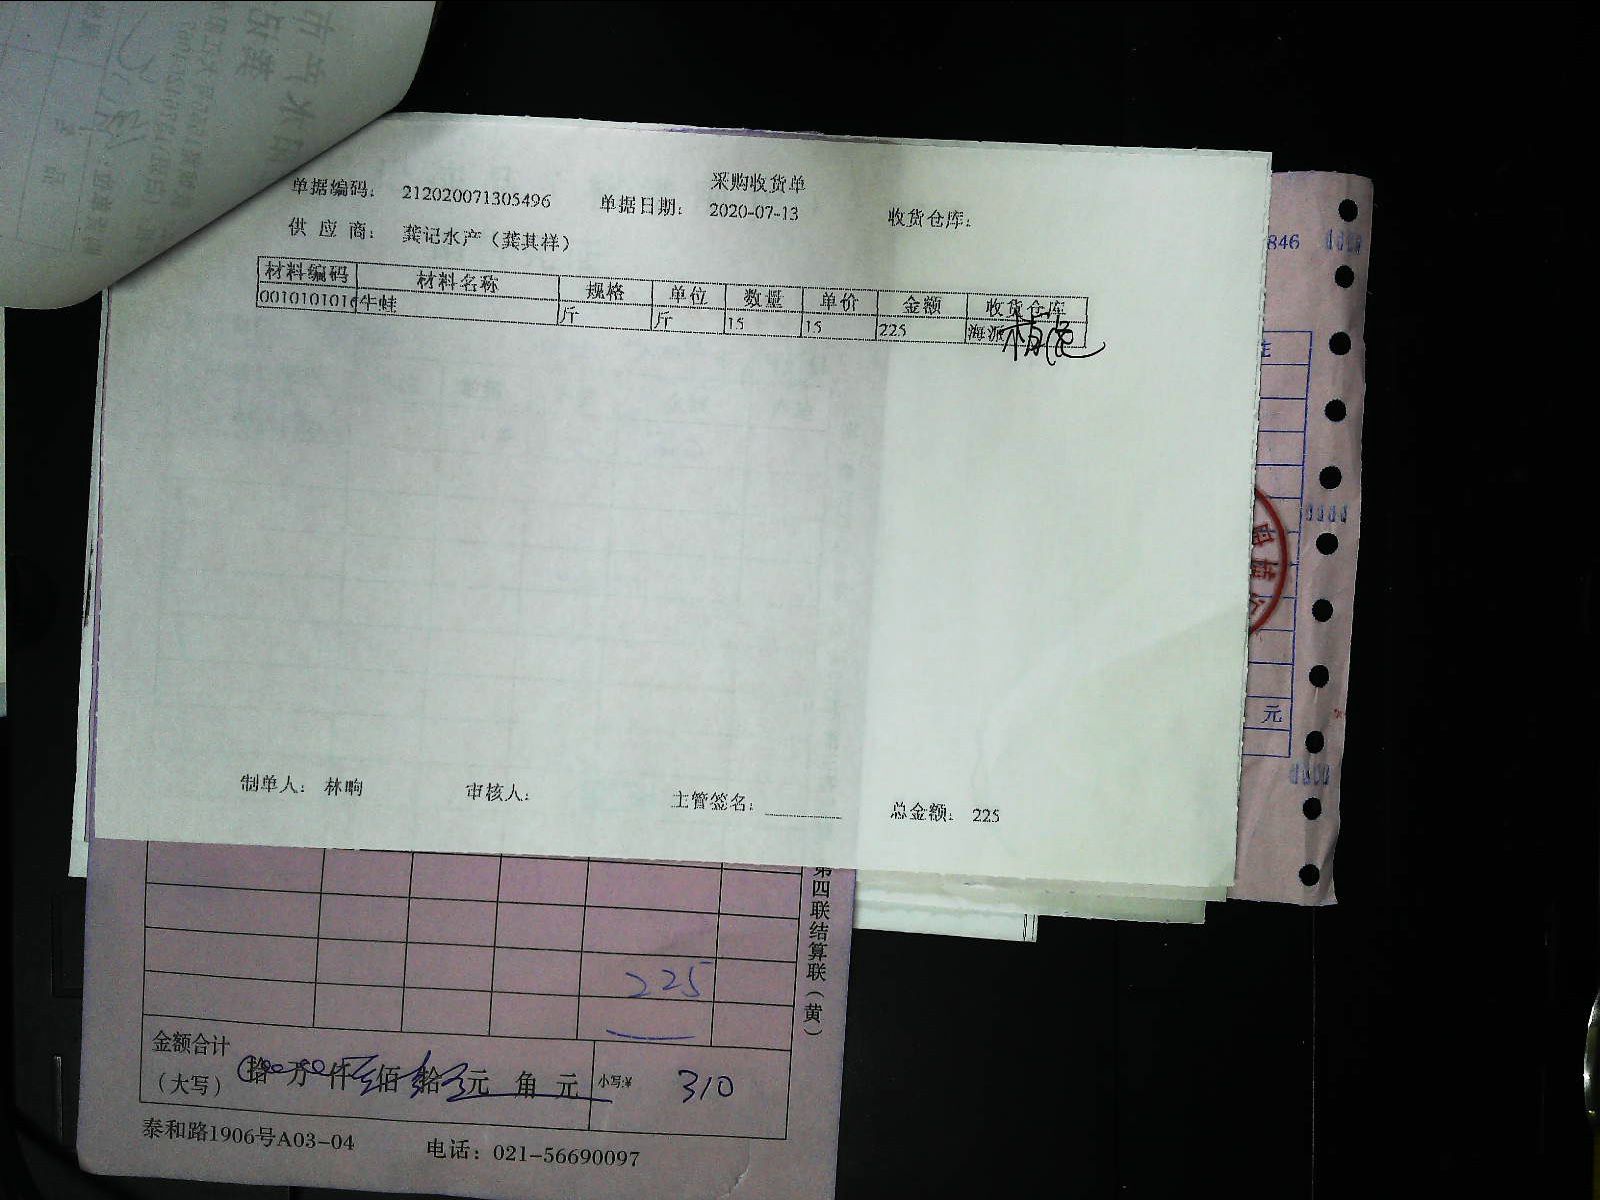 采购收货单
单据编码： 212020071305496 单据日期： 2020-07-13 收货仓库：
供 应 商： 龚记水产（龚其祥）
材料编码 材料名称 规格 单位 数量 单价 金额 收货仓库
001010101 牛蛙 斤 斤 15 15 225 海派
制单人： 林晌 审核人： 主管签名： 总金额： 225
846
元
第四联结算联（黄）
225
金额合计
（大写） 拾 万 仟 佰 拾 元 角 元 小写:¥ 310
泰和路1906号A03-04 电话：021-56690097